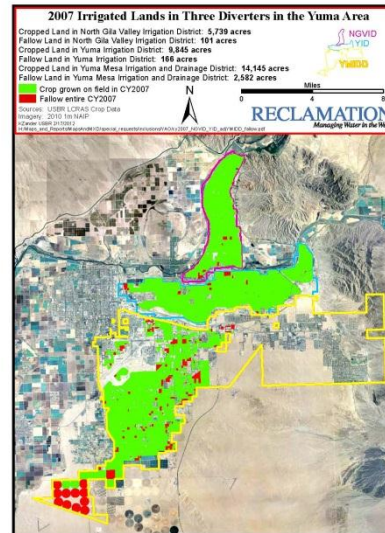 2007 Irrigated Lands in Three Diverters in the Yuma Area
Cropped Land in North Gila Valley Irrigation District: 5,739 acres
Fallow Land in North Gila Valley Irrigation District: 101 acres
Cropped Land in Yuma Irrigation District: 9,845 acres
Fallow Land in Yuma Irrigation District: 166 acres
Cropped Land in Yuma Mesa Irrigation and Drainage District: 14,145 acres
Fallow Land in Yuma Mesa Irrigation and Drainage District: 2,582 acres
NGVID
YID
YMIDD
Crop grown on field in CY2007
Fallow entire CY2007
N
Miles
0 4 8
Sources: USBR LCRAS Crop Data
Imagery: 2010 1m NAIP
RECLAMATION
Managing Water in the